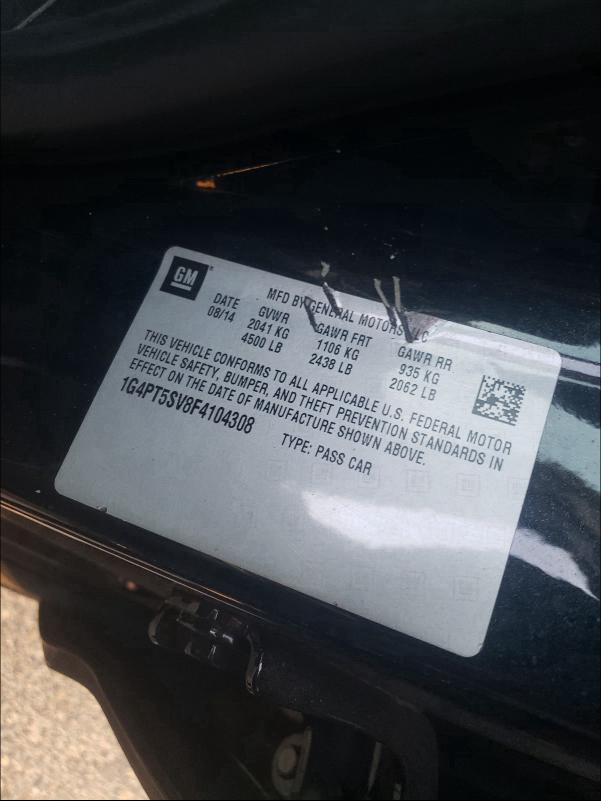 GM
MFD BY GENERAL MOTORS LLC
DATE GVWR GAWR FRT GAWR RR
08/14 2041 KG 1106 KG 935 KG
4500 LB 2438 LB 2062 LB
THIS VEHICLE CONFORMS TO ALL APPLICABLE U.S. FEDERAL MOTOR
VEHICLE SAFETY, BUMPER, AND THEFT PREVENTION STANDARDS IN
EFFECT ON THE DATE OF MANUFACTURE SHOWN ABOVE.
1G4PT5SV8F4104308 TYPE: PASS CAR